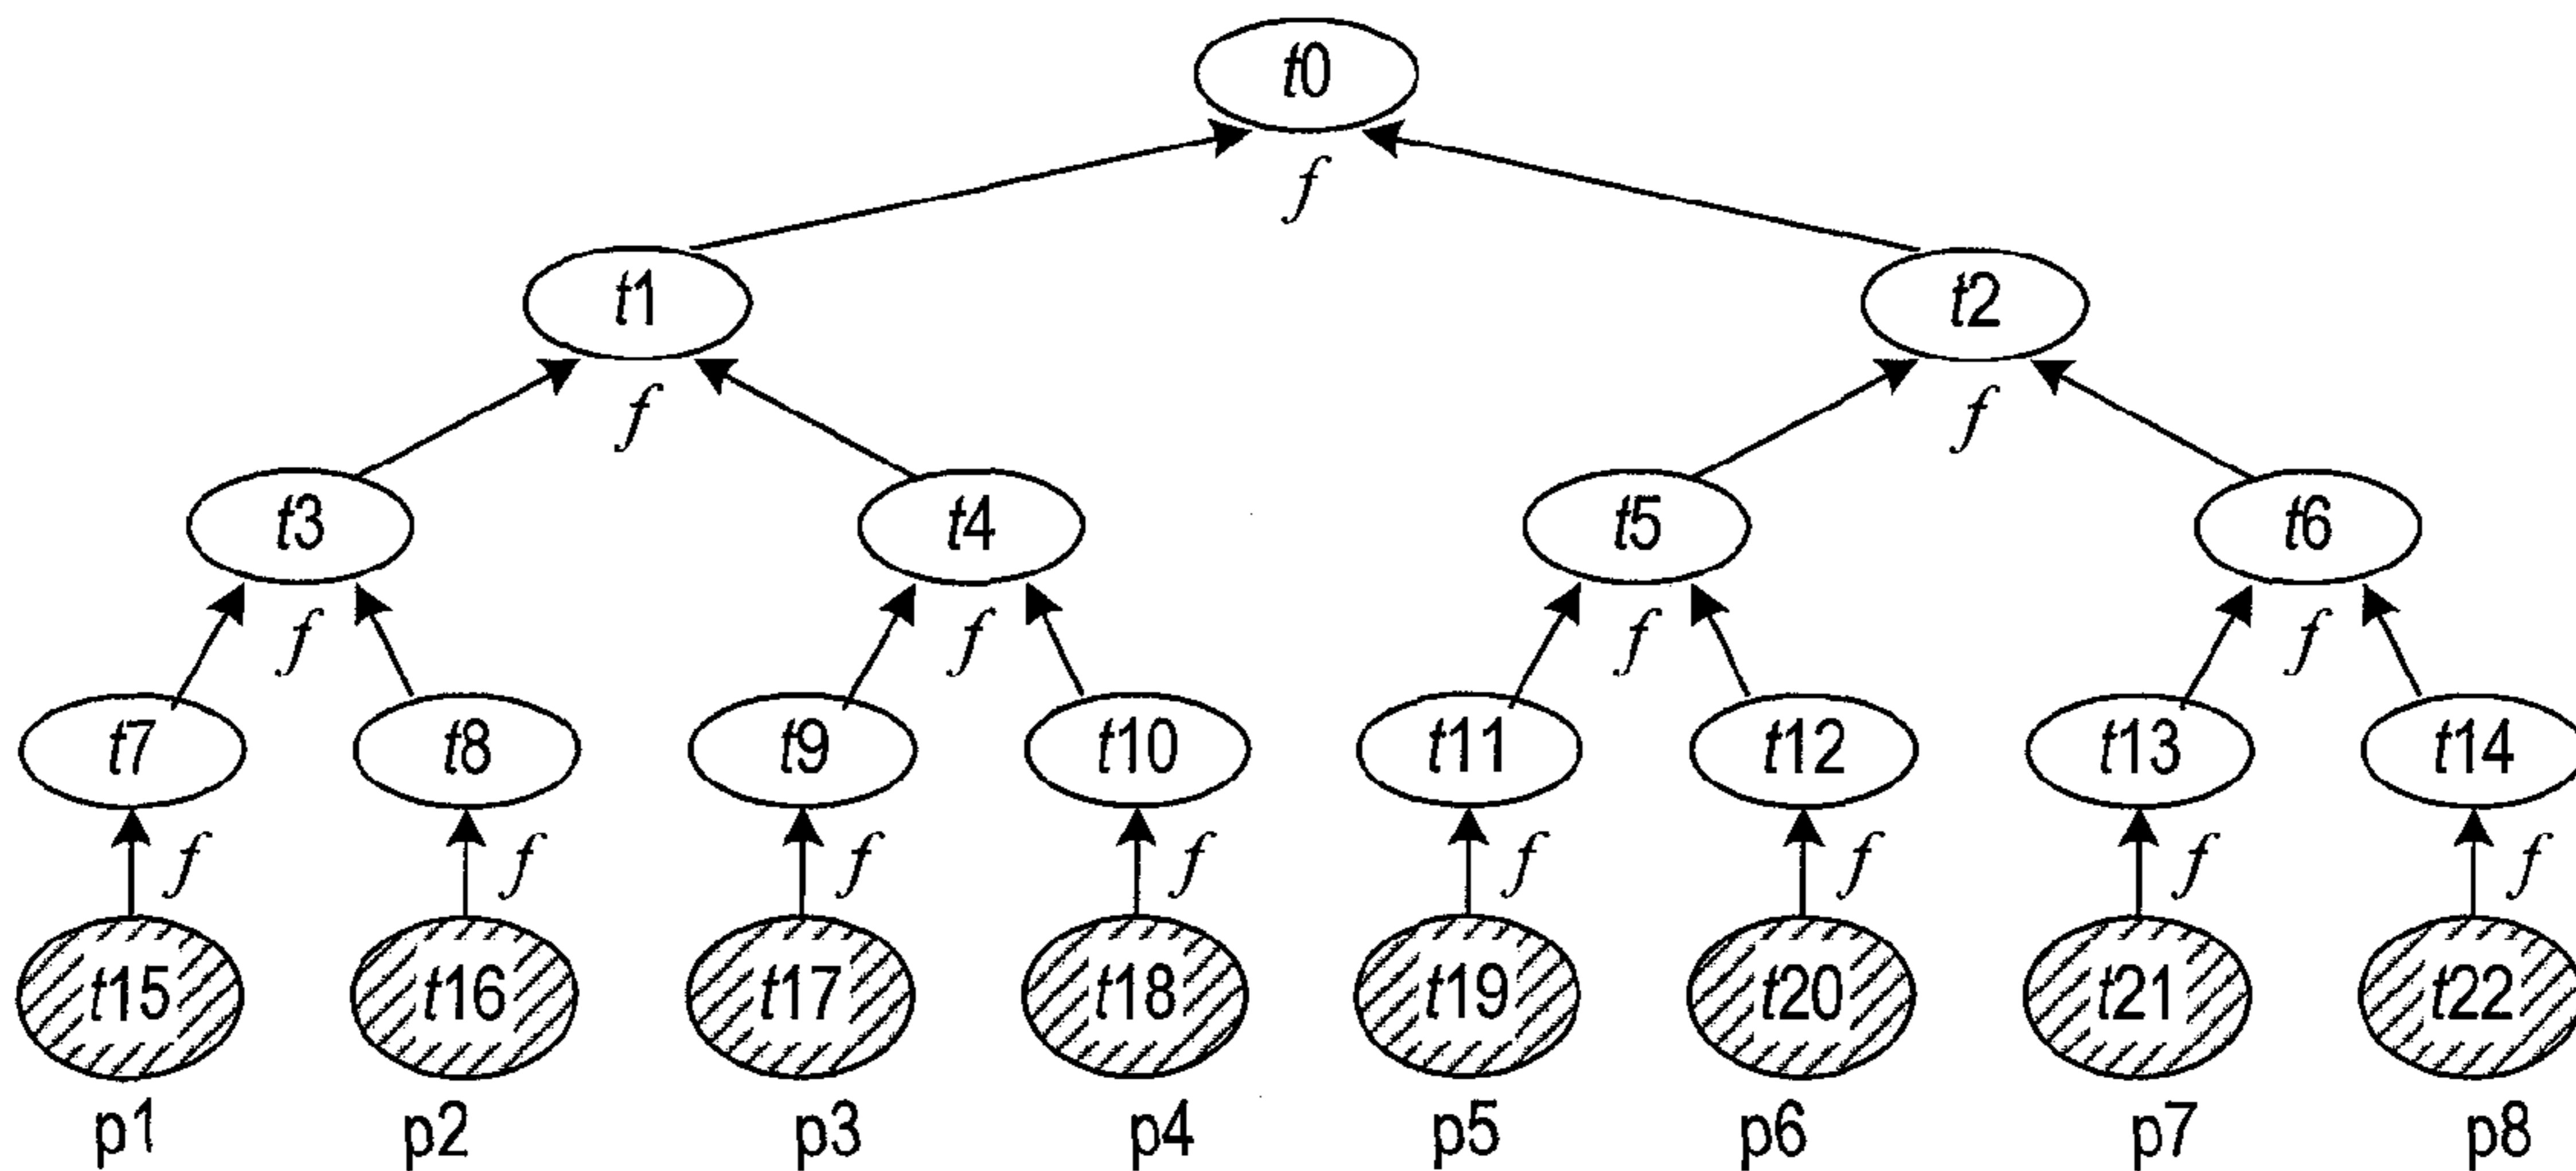 t0
f
t1 t2
f f
t3 t4 t5 t6
f f f f
t7 t8 t9 t10 t11 t12 t13 t14
f f f f f f f f
t15 t16 t17 t18 t19 t20 t21 t22
p1 p2 p3 p4 p5 p6 p7 p8